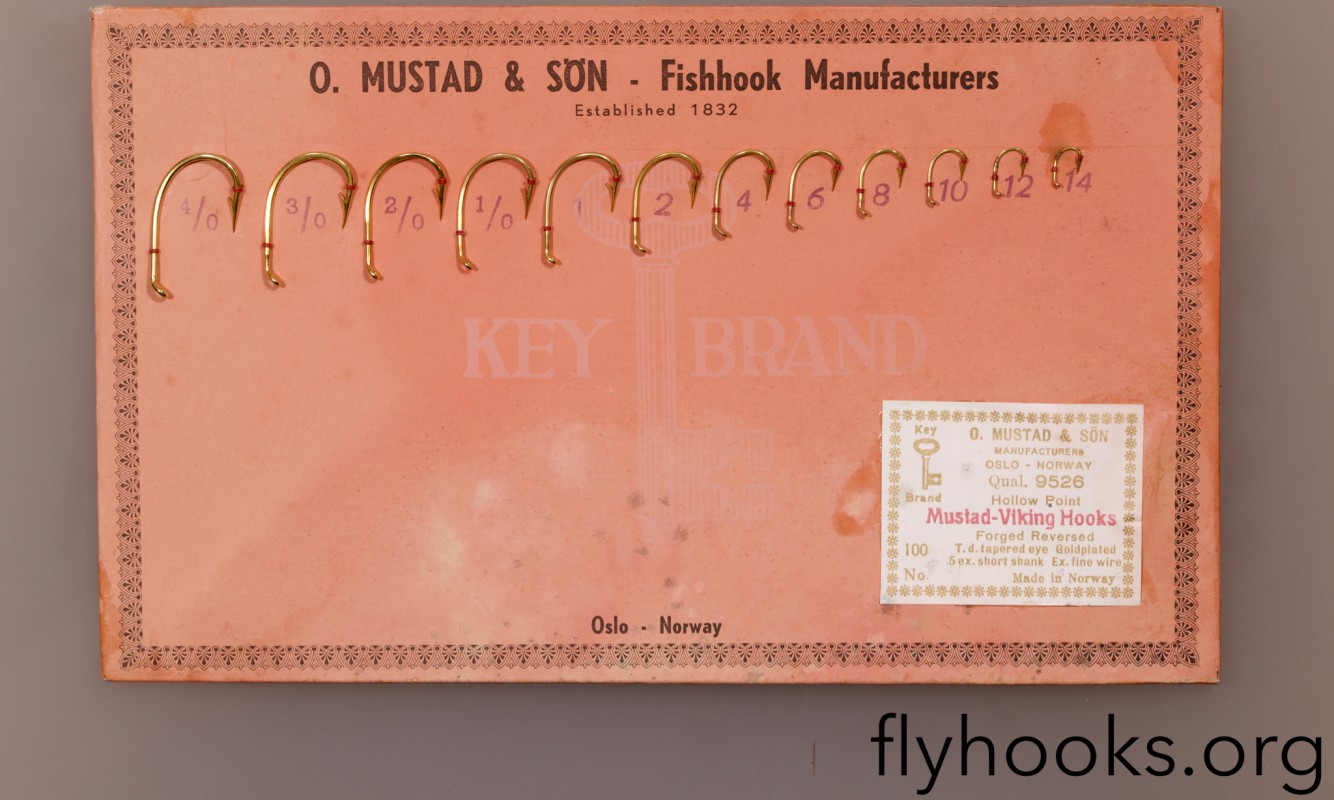 O. MUSTAD & SÖN - Fishhook Manufacturers
Established 1832
4/0 3/0 2/0 1/0 1 2 4 6 8 10 12 14
KEY BRAND
Key
Brand
O. MUSTAD & SÖN
MANUFACTURERS
OSLO - NORWAY
Qual. 9526
Hollow Point
Mustad-Viking Hooks
Forged Reversed
100 T.d. tapered eye Goldplated
5 ex. short shank Ex. fine wire
No. Made in Norway
Oslo - Norway
flyhooks.org